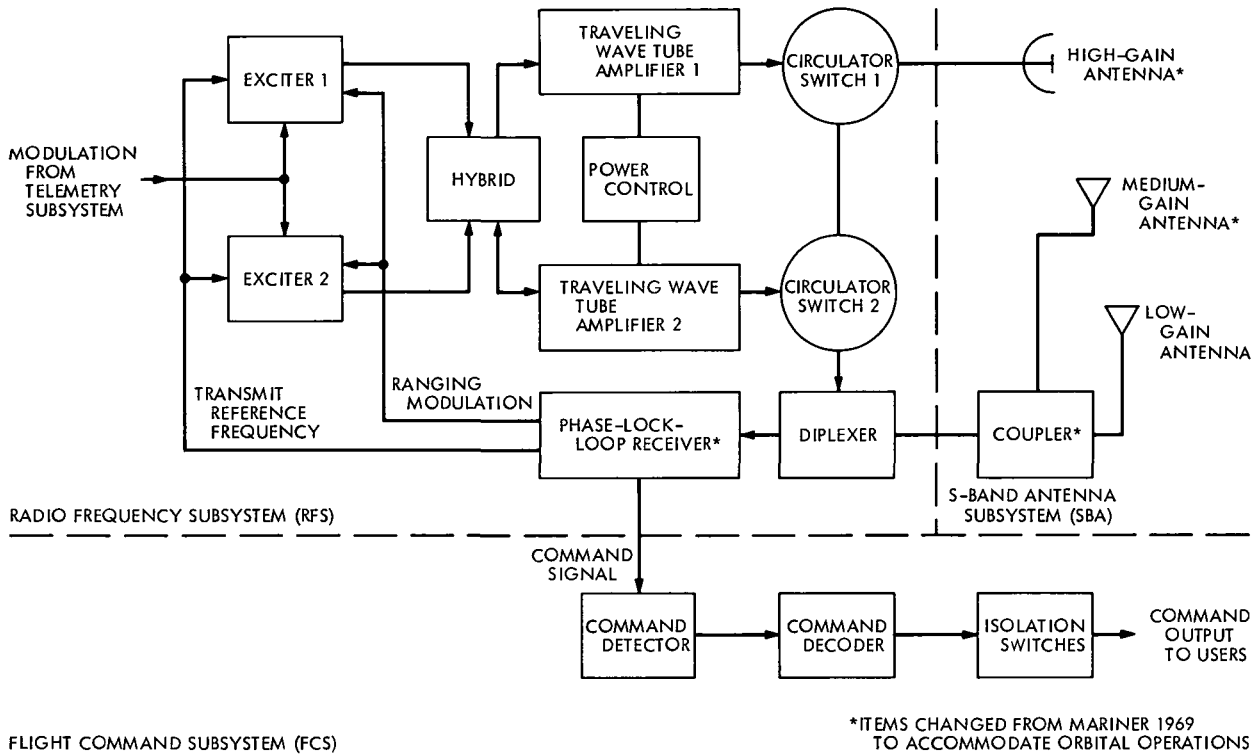 TRAVELING
WAVE TUBE
AMPLIFIER 1
CIRCULATOR
SWITCH 1
HIGH-GAIN
ANTENNA*
EXCITER 1
MODULATION
FROM
TELEMETRY
SUBSYSTEM
HYBRID
POWER
CONTROL
MEDIUM-
GAIN
ANTENNA*
EXCITER 2
TRAVELING WAVE
TUBE
AMPLIFIER 2
CIRCULATOR
SWITCH 2
LOW-
GAIN
ANTENNA
TRANSMIT
REFERENCE
FREQUENCY
RANGING
MODULATION
PHASE-LOCK-
LOOP RECEIVER*
DIPLEXER
COUPLER*
S-BAND ANTENNA
SUBSYSTEM (SBA)
RADIO FREQUENCY SUBSYSTEM (RFS)
COMMAND
SIGNAL
COMMAND
DETECTOR
COMMAND
DECODER
ISOLATION
SWITCHES
COMMAND
OUTPUT
TO USERS
FLIGHT COMMAND SUBSYSTEM (FCS)
*ITEMS CHANGED FROM MARINER 1969
TO ACCOMMODATE ORBITAL OPERATIONS